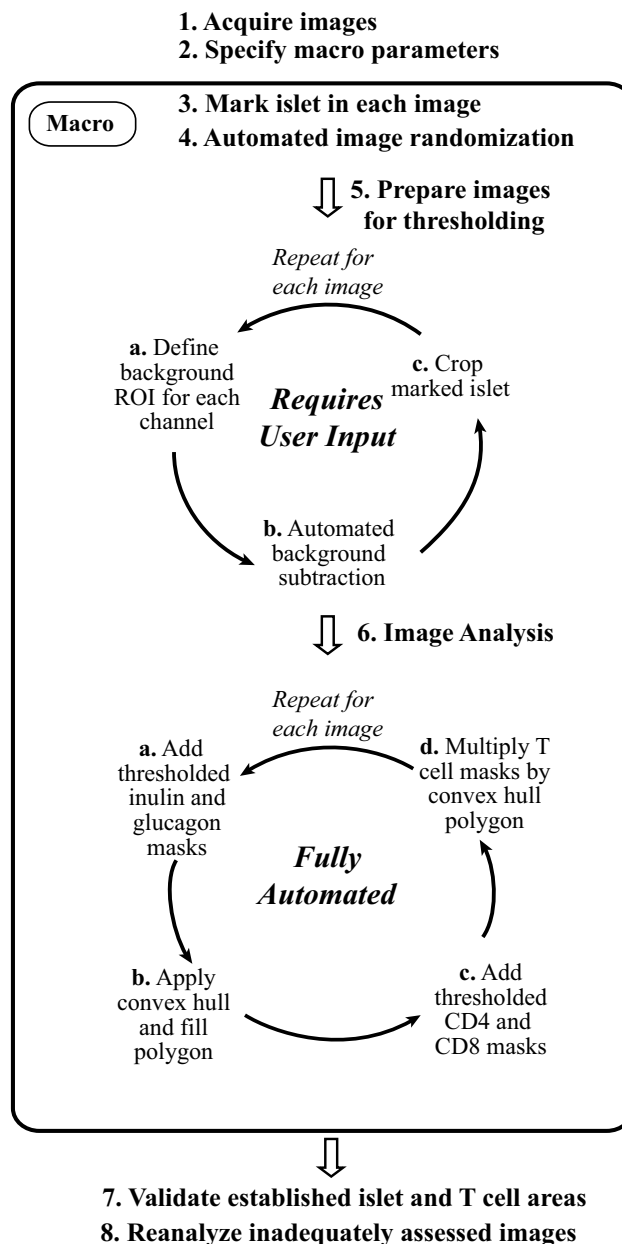 1. Acquire images
2. Specify macro parameters
Macro
3. Mark islet in each image
4. Automated image randomization
5. Prepare images
for thresholding
Repeat for
each image
a. Define
background
ROI for each
channel
c. Crop
marked islet
Requires
User Input
b. Automated
background
subtraction
6. Image Analysis
Repeat for
each image
a. Add
thresholded
inulin and
glucagon
masks
d. Multiply T
cell masks by
convex hull
polygon
Fully
Automated
b. Apply
convex hull
and fill
polygon
c. Add
thresholded
CD4 and
CD8 masks
7. Validate established islet and T cell areas
8. Reanalyze inadequately assessed images